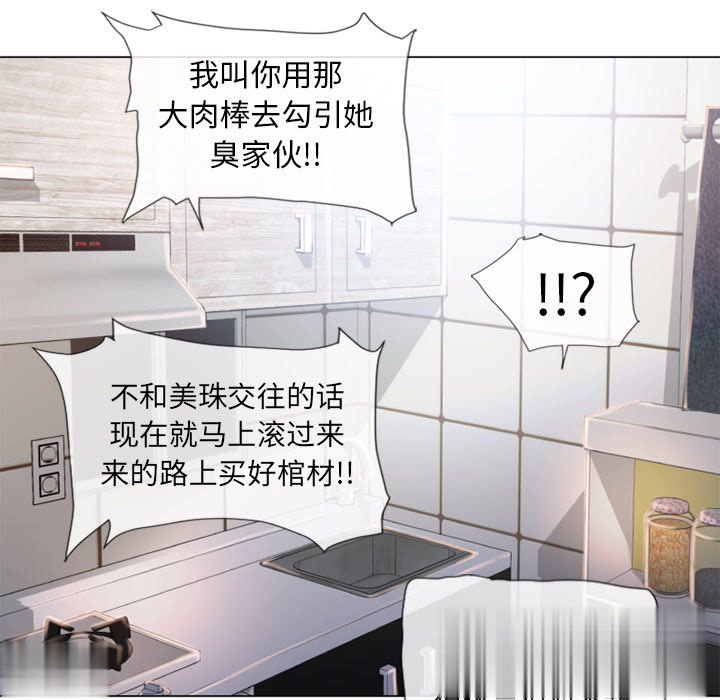 我叫你用那
大肉棒去勾引她
臭家伙!!
!!?
不和美珠交往的话
现在就马上滚过来
来的路上买好棺材!!